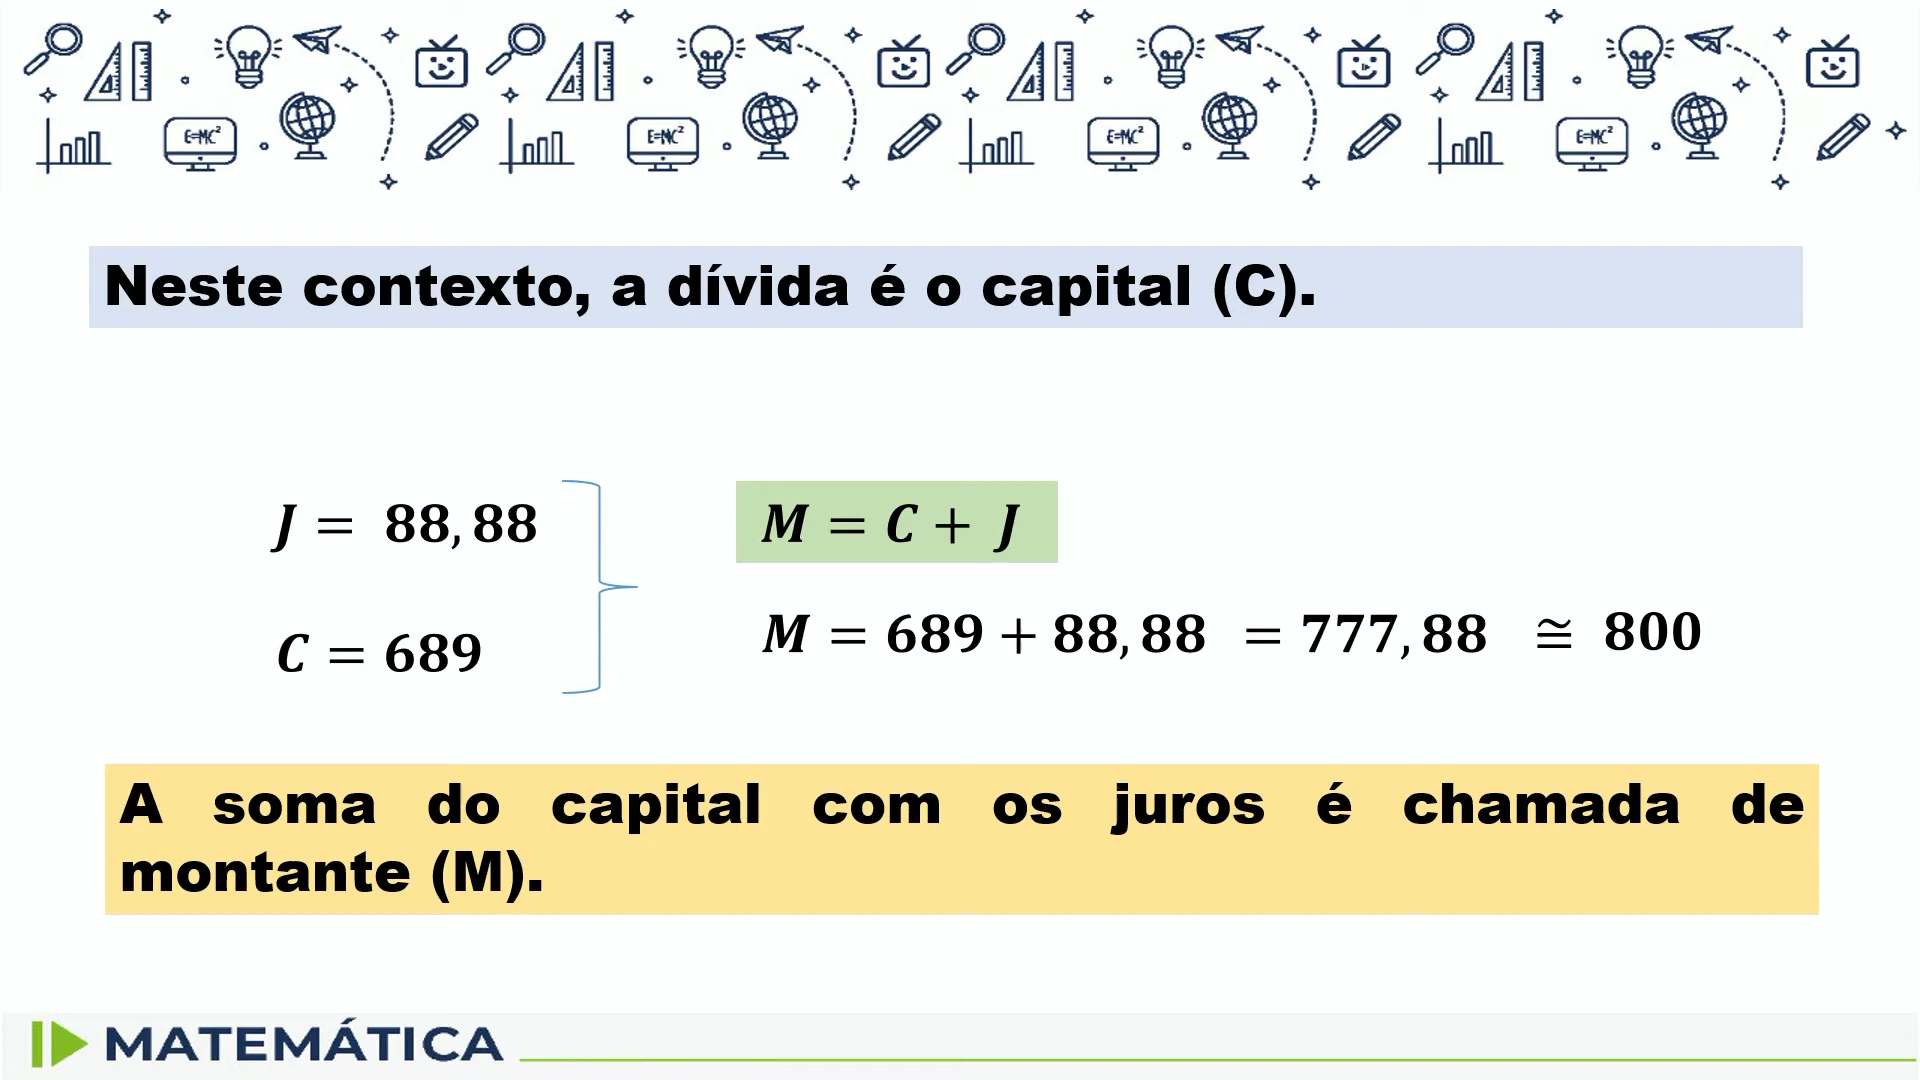 E=MC² E=MC² E=MC² E=MC²
Neste contexto, a dívida é o capital (C).
J = 88,88
M = C + J
M = 689 + 88,88 = 777,88 ≅ 800
C = 689
A soma do capital com os juros é chamada de
montante (M).
MATEMÁTICA